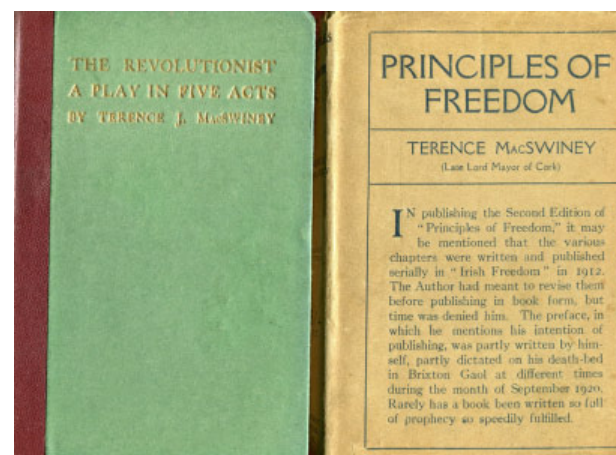 THE REVOLUTIONIST
A PLAY IN FIVE ACTS
BY TERENCE J. MACSWINEY
PRINCIPLES OF
FREEDOM
TERENCE MACSWINEY
(Late Lord Mayor of Cork)
IN publishing the Second Edition of
"Principles of Freedom," it may
be mentioned that the various
chapters were written and published
serially in "Irish Freedom" in 1912.
The Author had meant to revise them
before publishing in book form, but
time was denied him. The preface, in
which he mentions his intention of
publishing, was partly written by him-
self, partly dictated on his death-bed
in Brixton Gaol at different times
during the month of September 1920.
Rarely has a book been written so full
of prophecy so speedily fulfilled.